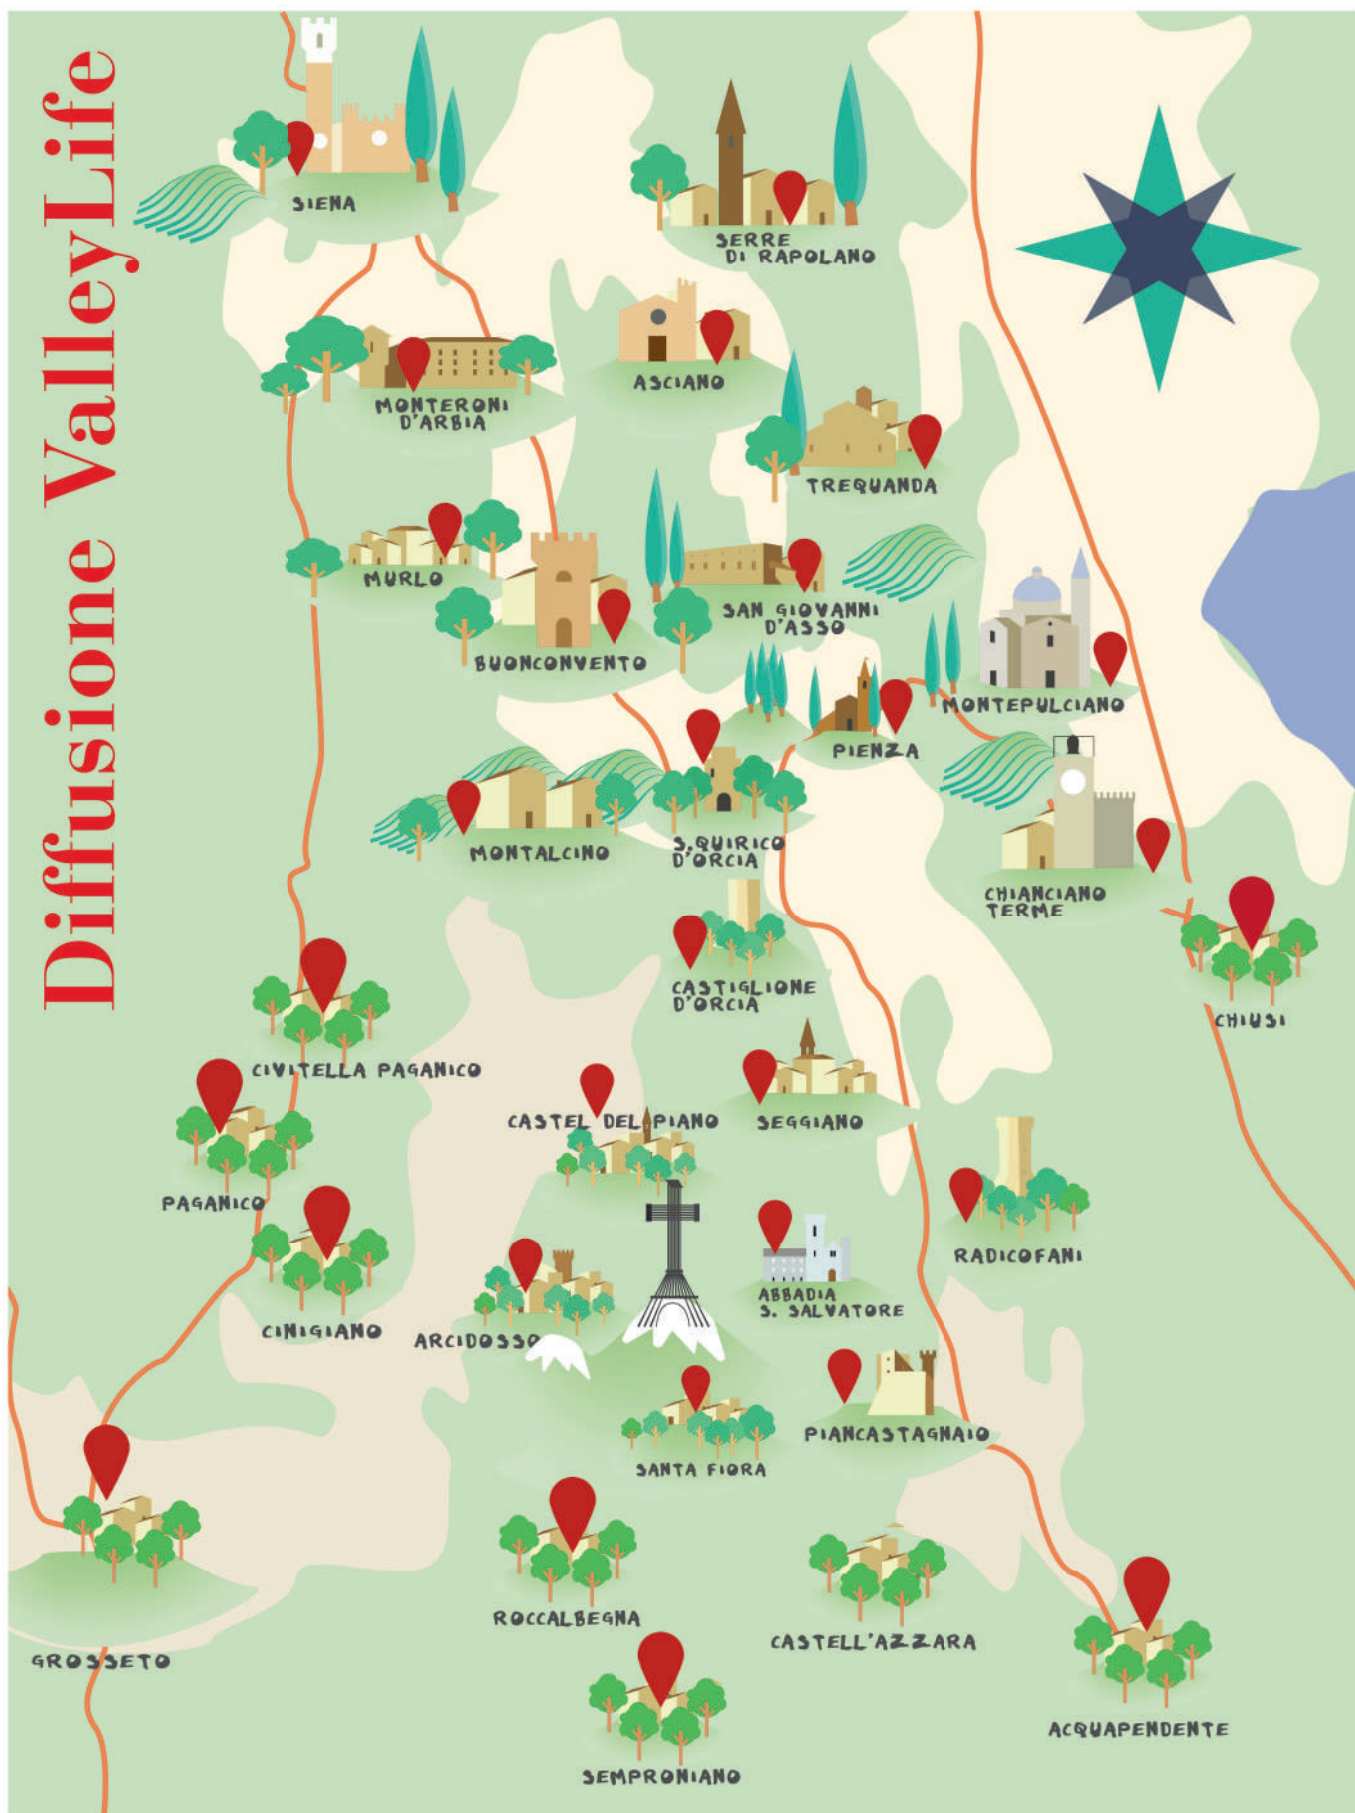 Diffusione ValleyLife
SIENA
SERRE
DI RAPOLANO
MONTERONI
D'ARBIA
ASCIANO
TREQUANDA
MURLO
BUONCONVENTO
SAN GIOVANNI
D'ASSO
MONTEPULCIANO
PIENZA
MONTALCINO
S.QUIRICO
D'ORCIA
CHIANCIANO
TERME
CASTIGLIONE
D'ORCIA
CHIUSI
CIVITELLA PAGANICO
CASTEL DEL PIANO
SEGGIANO
PAGANICO
RADICOFANI
CINIGIANO
ARCIDOSSO
ABBADIA
S. SALVATORE
PIANCASTAGNAIO
SANTA FIORA
ROCCALBEGNA
CASTELL'AZZARA
GROSSETO
ACQUAPENDENTE
SEMPRONIANO